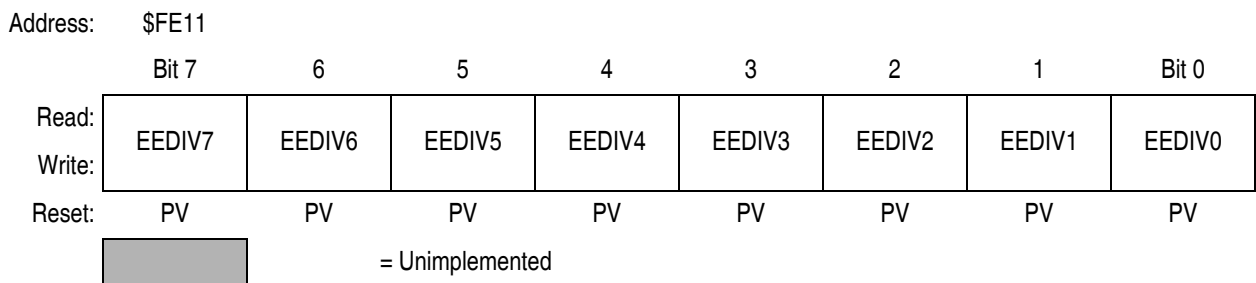 Address: $FE11
Bit 7 6 5 4 3 2 1 Bit 0
Read:
EEDIV7 EEDIV6 EEDIV5 EEDIV4 EEDIV3 EEDIV2 EEDIV1 EEDIV0
Write:
Reset: PV PV PV PV PV PV PV PV
= Unimplemented